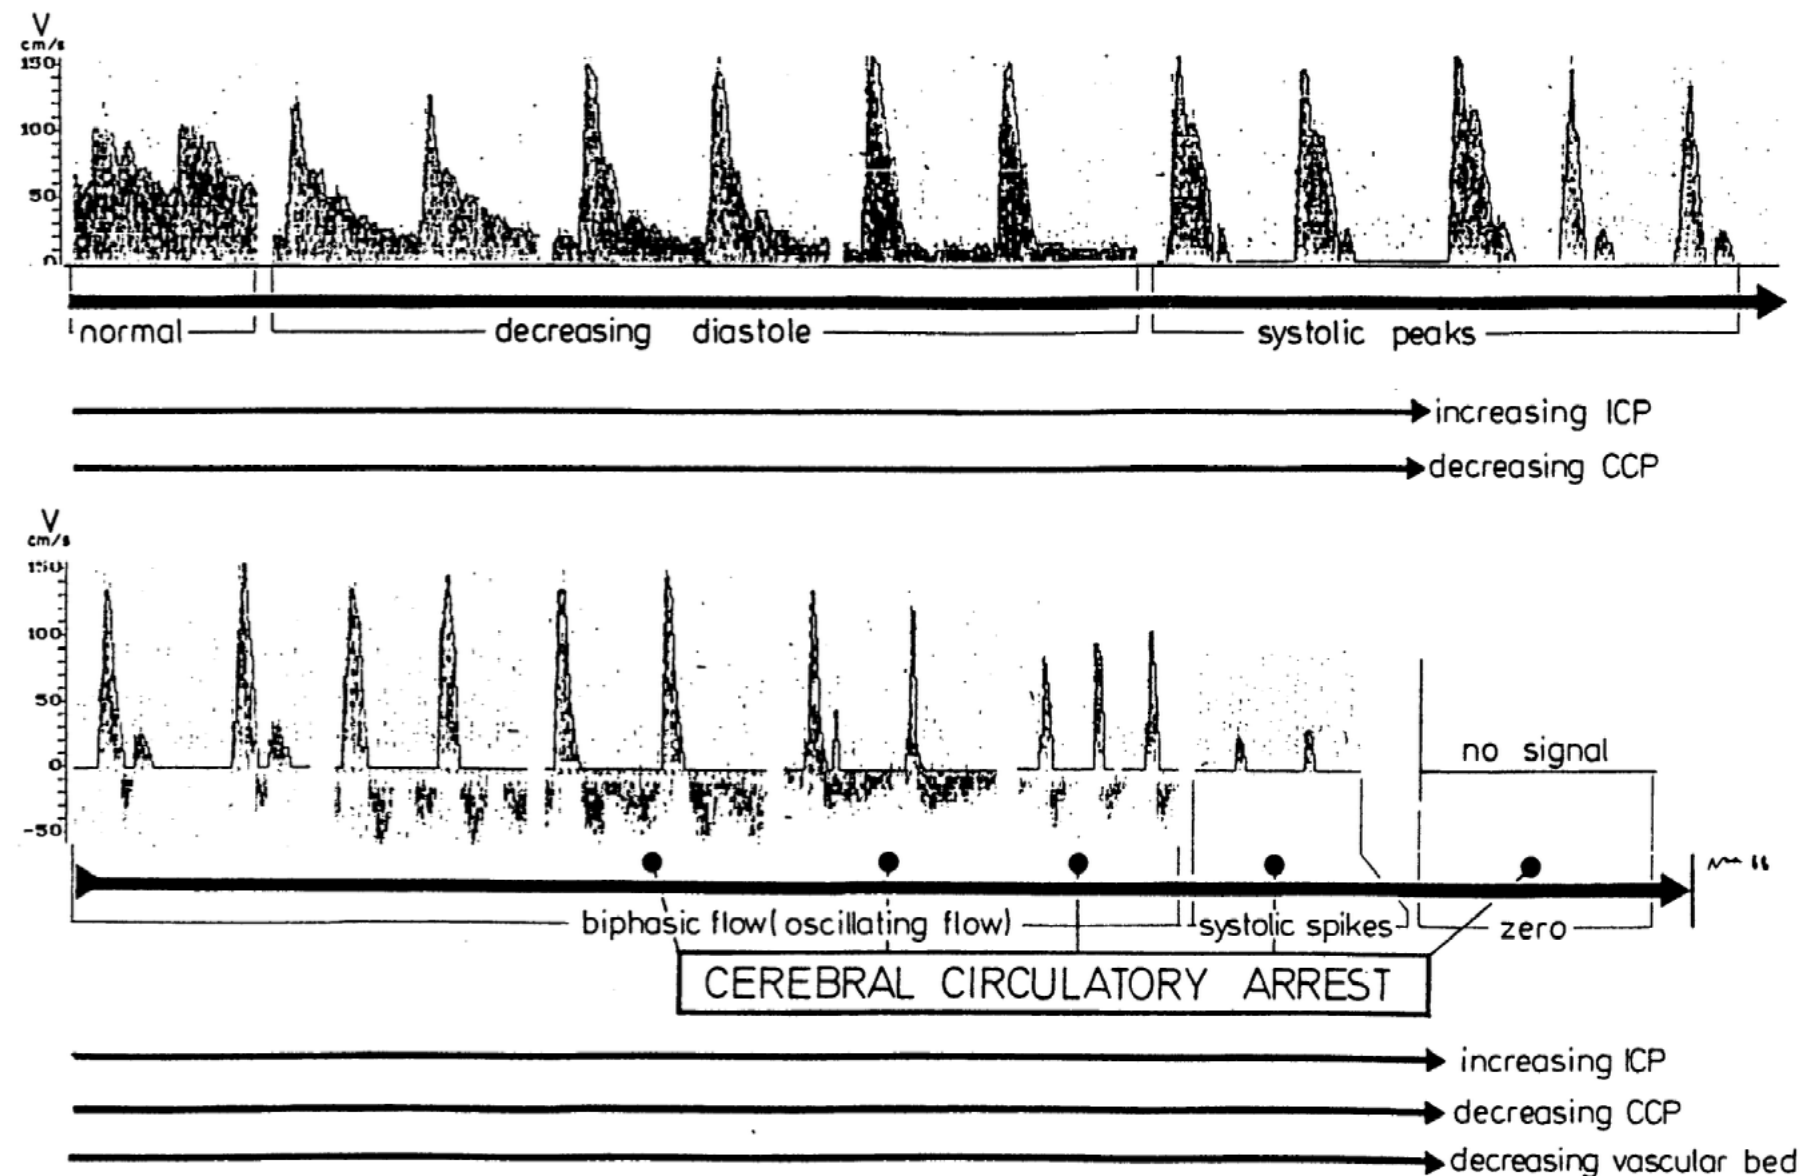 V
cm/s
150
100
50
0
normal
decreasing diastole
systolic peaks
increasing ICP
decreasing CCP
V
cm/s
150
100
50
0
-50
no signal
biphasic flow (oscillating flow)
systolic spikes
zero
CEREBRAL CIRCULATORY ARREST
increasing ICP
decreasing CCP
decreasing vascular bed